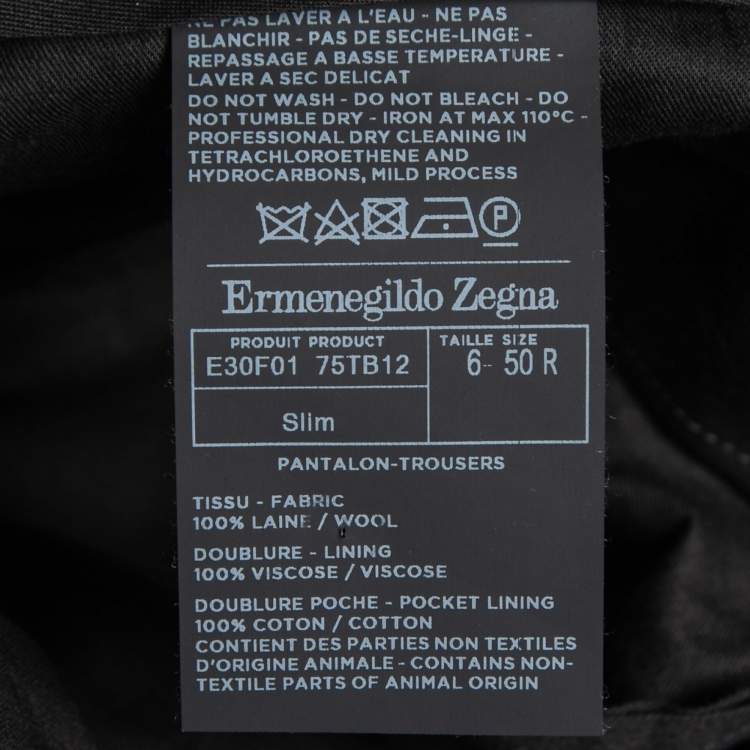 NE PAS LAVER A L'EAU - NE PAS
BLANCHIR - PAS DE SECHE-LINGE -
REPASSAGE A BASSE TEMPERATURE -
LAVER A SEC DELICAT
DO NOT WASH - DO NOT BLEACH - DO
NOT TUMBLE DRY - IRON AT MAX 110°C -
PROFESSIONAL DRY CLEANING IN
TETRACHLOROETHENE AND
HYDROCARBONS, MILD PROCESS
P
Ermenegildo Zegna
PRODUIT PRODUCT
E30F01 75TB12
TAILLE SIZE
6- 50 R
Slim
PANTALON-TROUSERS
TISSU - FABRIC
100% LAINE / WOOL
DOUBLURE - LINING
100% VISCOSE / VISCOSE
DOUBLURE POCHE - POCKET LINING
100% COTON / COTTON
CONTIENT DES PARTIES NON TEXTILES
D'ORIGINE ANIMALE - CONTAINS NON-
TEXTILE PARTS OF ANIMAL ORIGIN